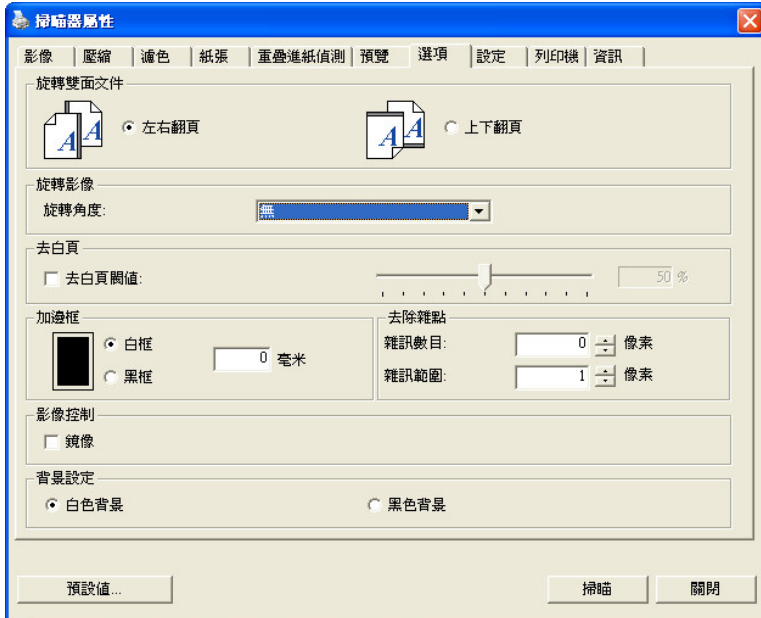 掃瞄器屬性
影像 壓縮 濾色 紙張 重疊進紙偵測 預覽 選項 設定 列印機 資訊
旋轉雙面文件
A A 左右翻頁 A A 上下翻頁
旋轉影像
旋轉角度: 無
去白頁
去白頁閥值: 50 %
加邊框
白框
0 毫米
黑框
去除雜點
雜訊數目: 0 像素
雜訊範圍: 1 像素
影像控制
鏡像
背景設定
白色背景 黑色背景
預設值... 掃瞄 關閉